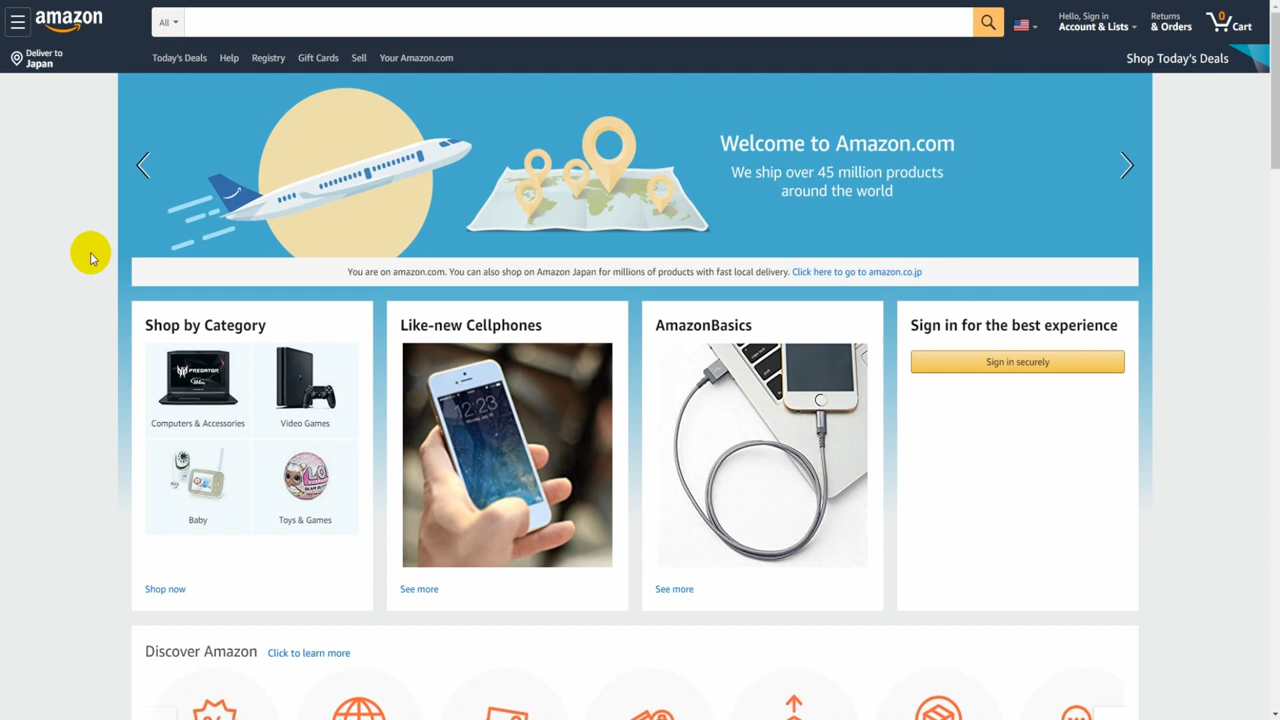 amazon
All
Hello, Sign in
Account & Lists
Returns
& Orders
0
Cart
Deliver to
Japan
Today's Deals
Help
Registry
Gift Cards
Sell
Your Amazon.com
Shop Today's Deals
Welcome to Amazon.com
We ship over 45 million products
around the world
You are on amazon.com. You can also shop on Amazon Japan for millions of products with fast local delivery. Click here to go to amazon.co.jp
Shop by Category
PREDATOR
Computers & Accessories
Video Games
Baby
Toys & Games
Shop now
Like-new Cellphones
12:23
See more
AmazonBasics
See more
Sign in for the best experience
Sign in securely
Discover Amazon
Click to learn more